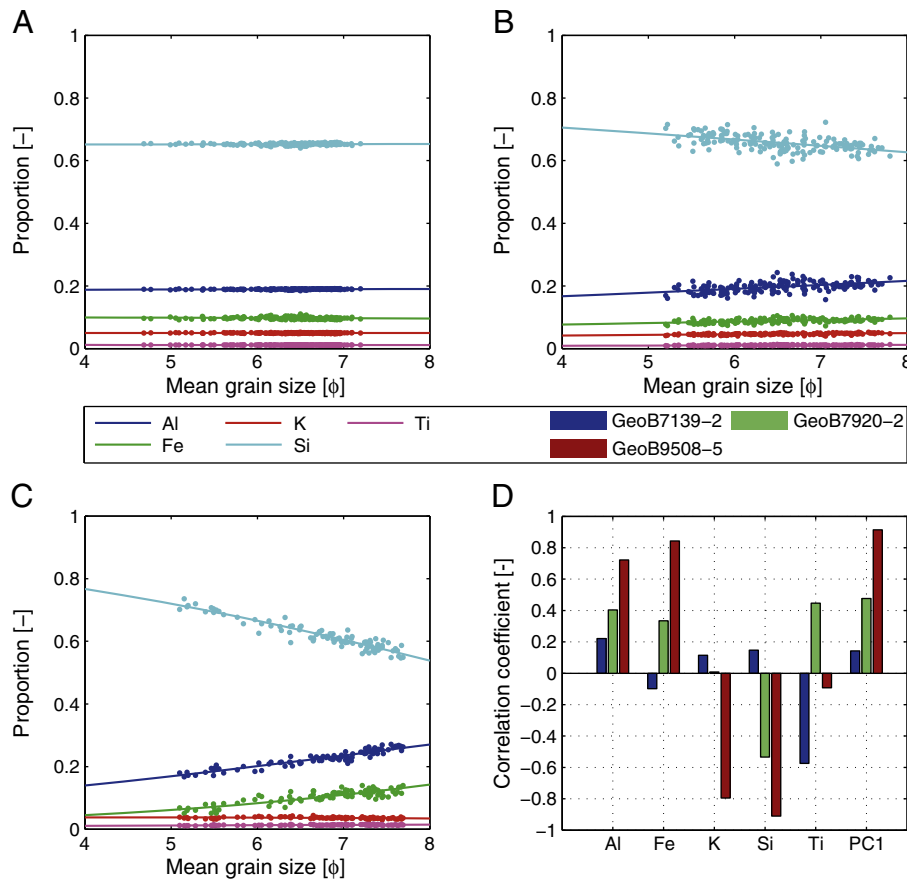 A
B
1
0.8
0.6
0.4
0.2
0
Proportion [−]
4 5 6 7 8
Mean grain size [ϕ]
1
0.8
0.6
0.4
0.2
0
Proportion [−]
4 5 6 7 8
Mean grain size [ϕ]
Al K Ti
Fe Si
GeoB7139−2 GeoB7920−2
GeoB9508−5
C
D
1
0.8
0.6
0.4
0.2
0
Proportion [−]
4 5 6 7 8
Mean grain size [ϕ]
1
0.8
0.6
0.4
0.2
0
−0.2
−0.4
−0.6
−0.8
−1
Correlation coefficient [-]
Al Fe K Si Ti PC1